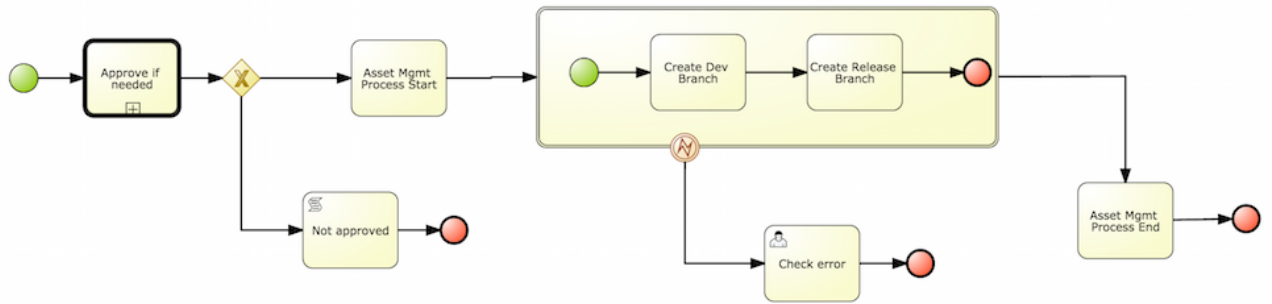 Approve if
needed
Asset Mgmt
Process Start
Create Dev
Branch
Create Release
Branch
Not approved
Check error
Asset Mgmt
Process End